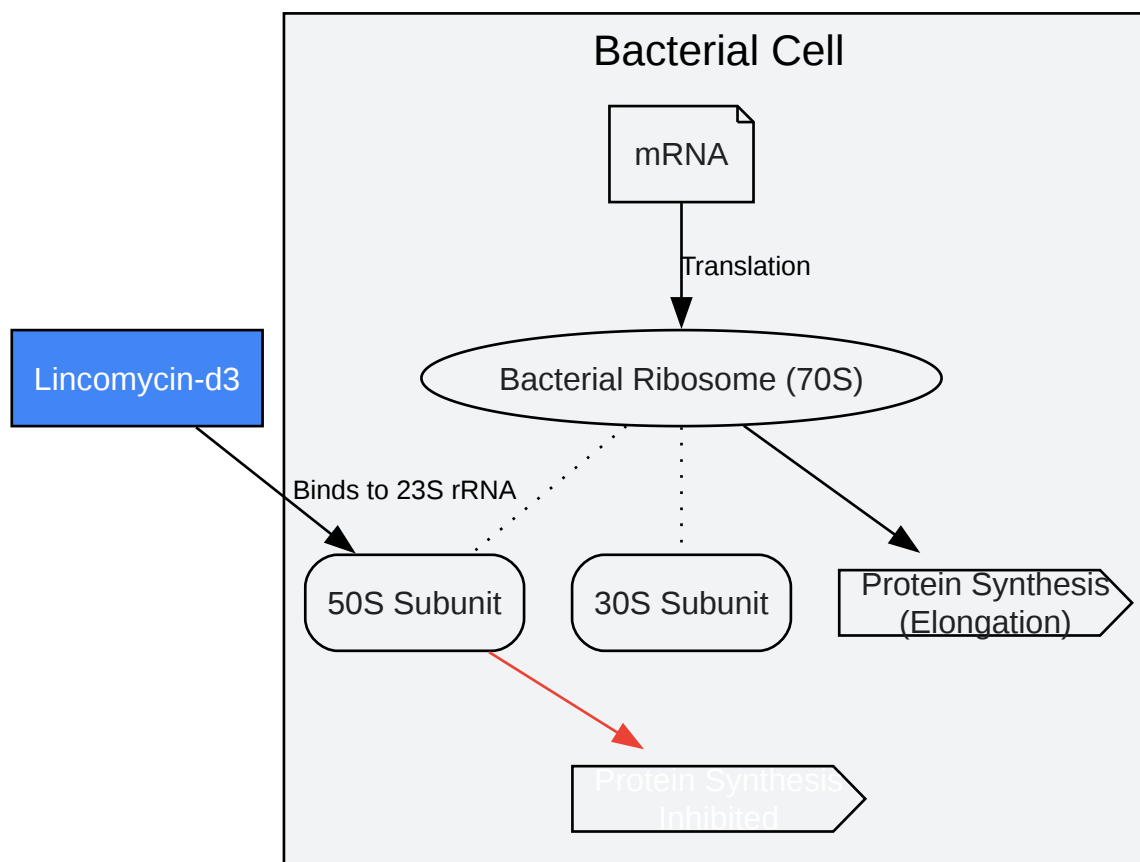 Bacterial Cell
mRNA
Translation
Lincomycin-d3
Bacterial Ribosome (70S)
Binds to 23S rRNA
50S Subunit
30S Subunit
Protein Synthesis
(Elongation)
Protein Synthesis
Inhibited